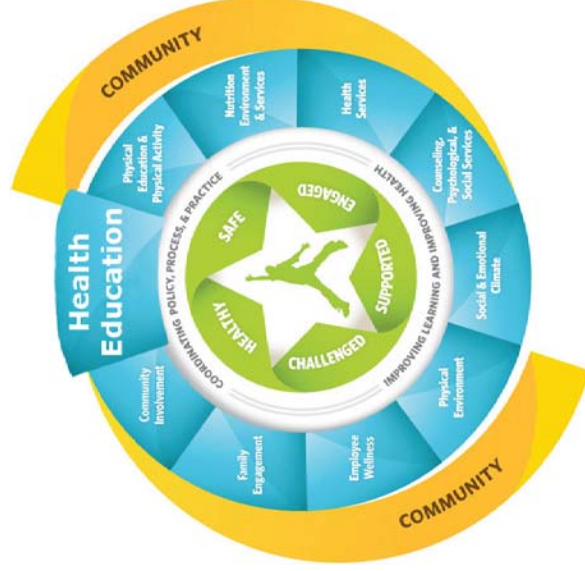 COMMUNITY
Health
Education
Physical
Education &
Physical Activity
Nutrition
Environment
& Services
Health
Services
Counseling,
Psychological, &
Social Services
Social & Emotional
Climate
Physical
Environment
Employee
Wellness
Family
Engagement
Community
Involvement
COORDINATING POLICY, PROCESS, & PRACTICE
IMPROVING LEARNING AND IMPROVING HEALTH
HEALTHY
SAFE
ENGAGED
SUPPORTED
CHALLENGED
COMMUNITY